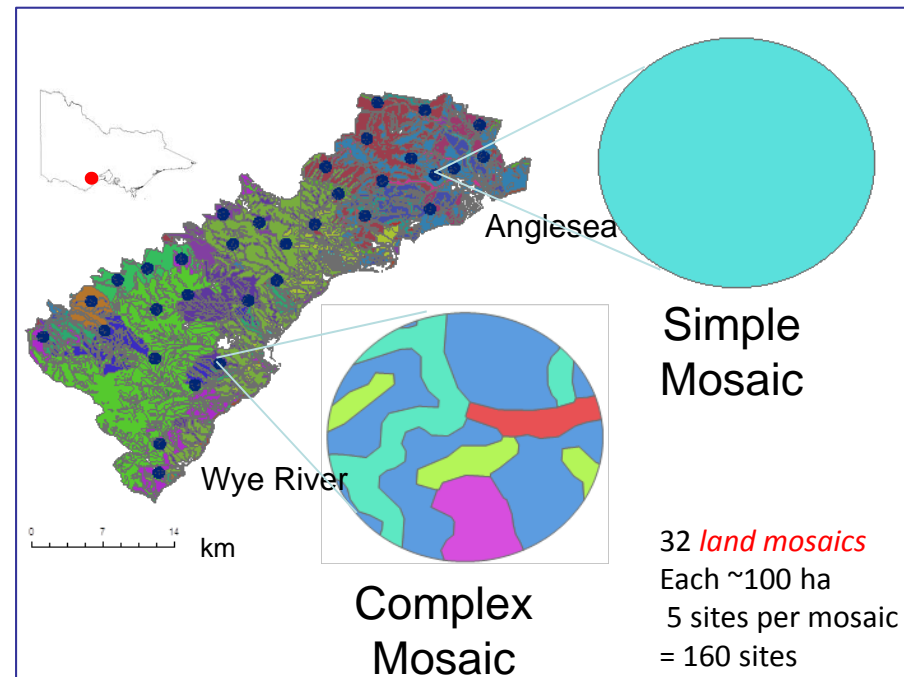 Anglesea
Simple
Mosaic
Wye River
0 7 14
km
Complex
Mosaic
32 land mosaics
Each ~100 ha
5 sites per mosaic
= 160 sites